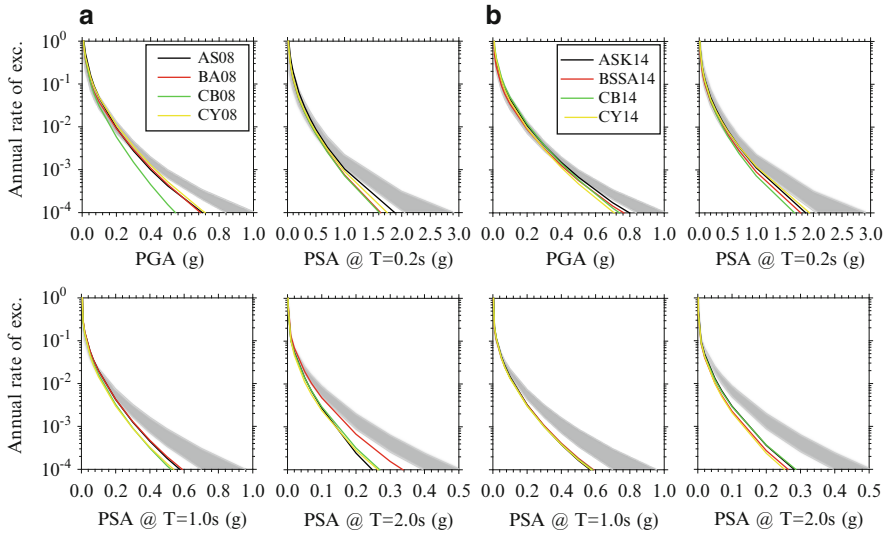 a
b
Annual rate of exc.
10⁰
10⁻¹
10⁻²
10⁻³
10⁻⁴
AS08
BA08
CB08
CY08
ASK14
BSSA14
CB14
CY14
0.0 0.2 0.4 0.6 0.8 1.0
PGA (g)
0.0 0.5 1.0 1.5 2.0 2.5 3.0
PSA @ T=0.2s (g)
0.0 0.2 0.4 0.6 0.8 1.0
PGA (g)
0.0 0.5 1.0 1.5 2.0 2.5 3.0
PSA @ T=0.2s (g)
Annual rate of exc.
10⁰
10⁻¹
10⁻²
10⁻³
10⁻⁴
0.0 0.2 0.4 0.6 0.8 1.0
PSA @ T=1.0s (g)
0.0 0.1 0.2 0.3 0.4 0.5
PSA @ T=2.0s (g)
0.0 0.2 0.4 0.6 0.8 1.0
PSA @ T=1.0s (g)
0.0 0.1 0.2 0.3 0.4 0.5
PSA @ T=2.0s (g)